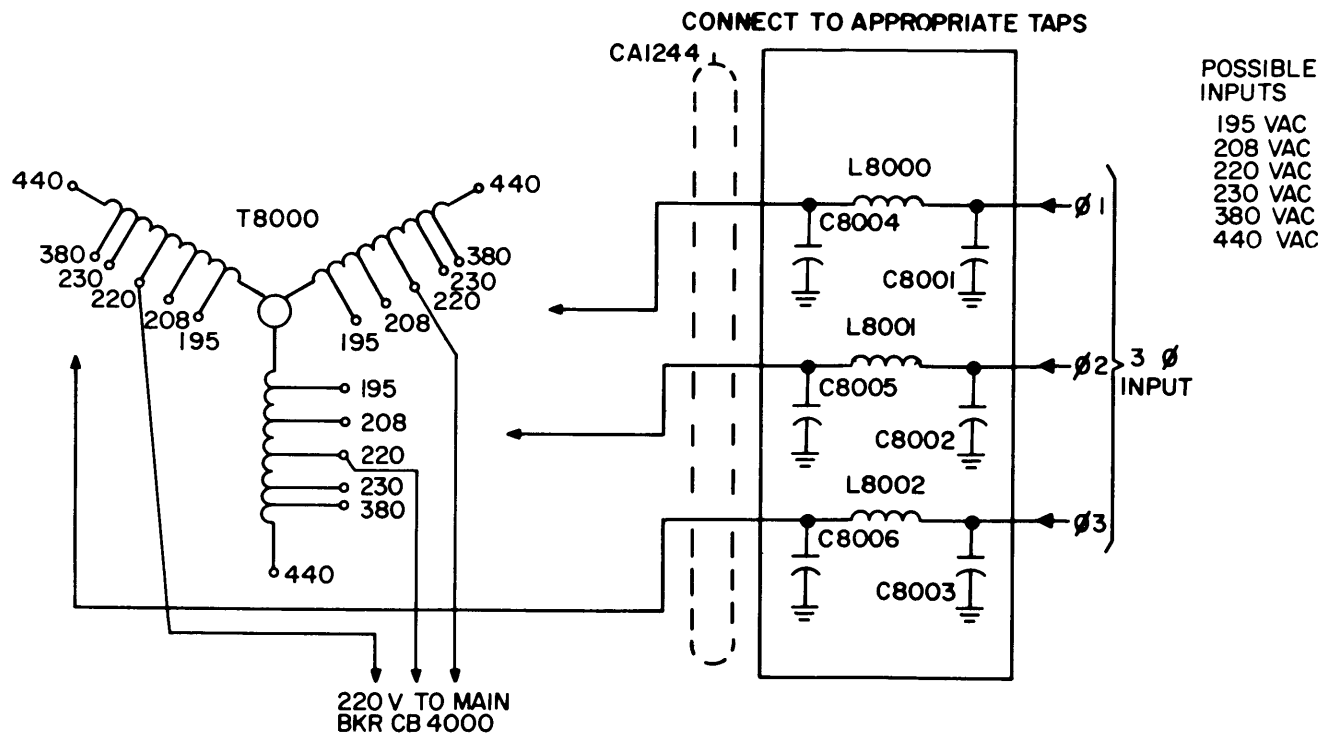 CONNECT TO APPROPRIATE TAPS
CA1244
POSSIBLE
INPUTS
195 VAC
208 VAC
220 VAC
230 VAC
380 VAC
440 VAC
T8000
440
380
230
220
208
195
440
380
230
220
208
195
195
208
220
230
380
440
220 V TO MAIN
BKR CB 4000
L8000
C8004
C8001
L8001
C8005
C8002
L8002
C8006
C8003
Ø1
Ø2
Ø3
3 Ø
INPUT